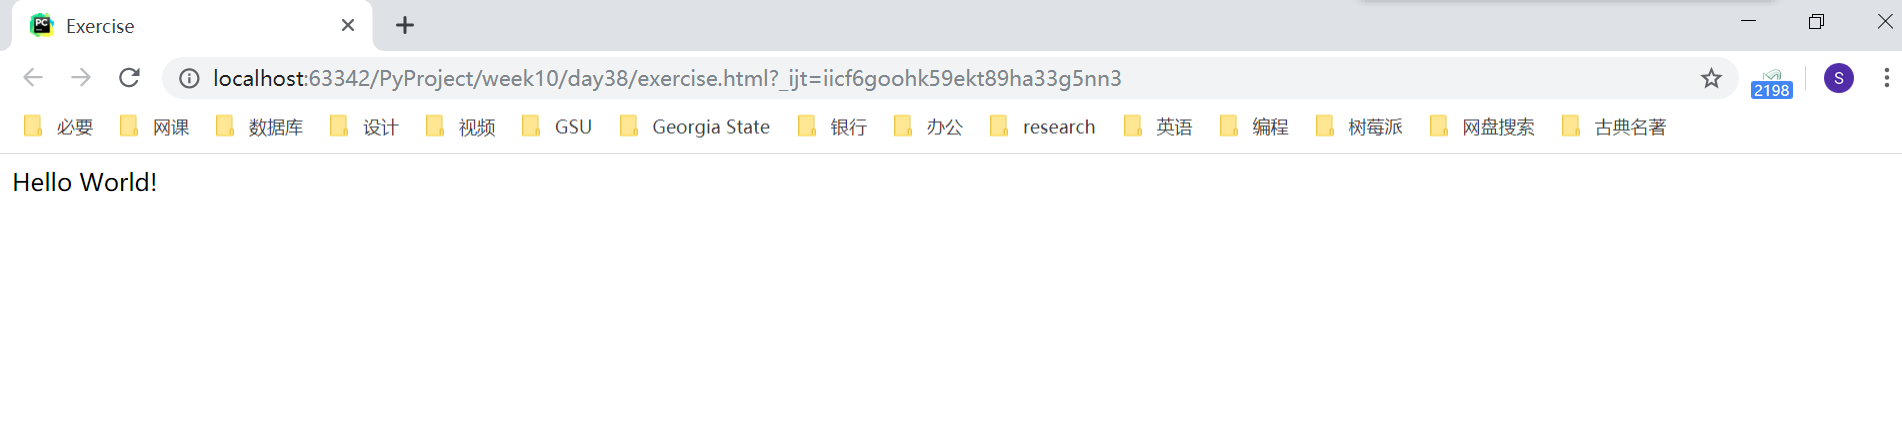 PC Exercise
localhost:63342/PyProject/week10/day38/exercise.html?_ijt=iicf6goohk59ekt89ha33g5nn3 2198 S
必要 网课 数据库 设计 视频 GSU Georgia State 银行 办公 research 英语 编程 树莓派 网盘搜索 古典名著
Hello World!